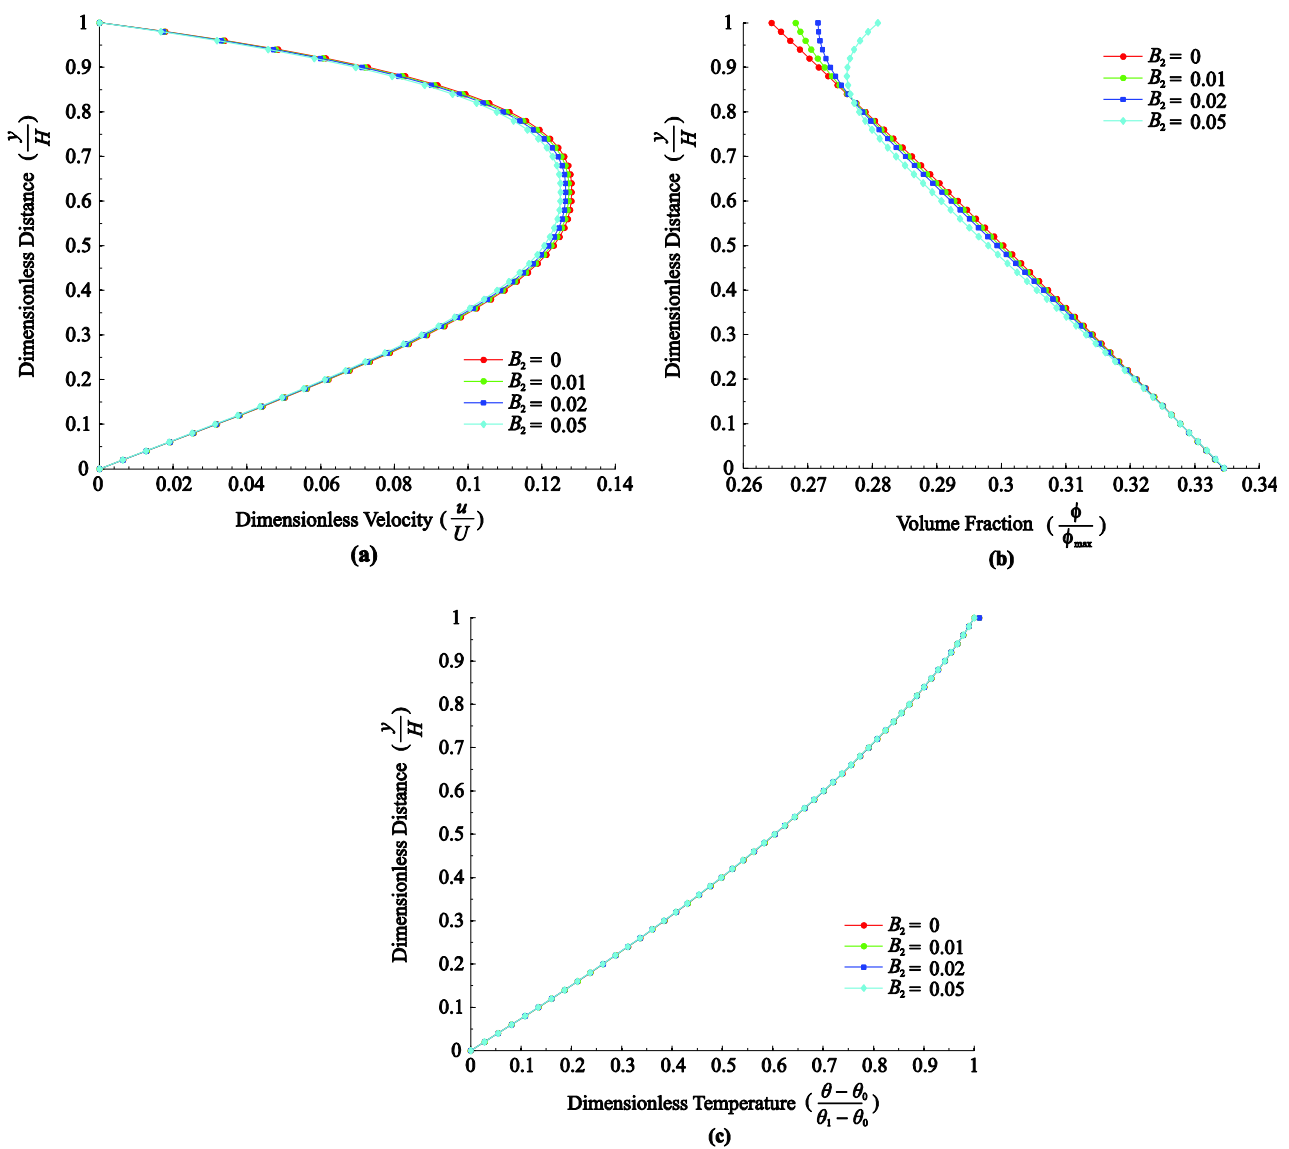 1
0.9
0.8
0.7
0.6
0.5
0.4
0.3
0.2
0.1
0
Dimensionless Distance (y/H)
B₂ = 0
B₂ = 0.01
B₂ = 0.02
B₂ = 0.05
0 0.02 0.04 0.06 0.08 0.1 0.12 0.14
Dimensionless Velocity (u/U)
(a)
1
0.9
0.8
0.7
0.6
0.5
0.4
0.3
0.2
0.1
0
Dimensionless Distance (y/H)
B₂ = 0
B₂ = 0.01
B₂ = 0.02
B₂ = 0.05
0.26 0.27 0.28 0.29 0.3 0.31 0.32 0.33 0.34
Volume Fraction (ϕ/ϕmax)
(b)
1
0.9
0.8
0.7
0.6
0.5
0.4
0.3
0.2
0.1
0
Dimensionless Distance (y/H)
B₂ = 0
B₂ = 0.01
B₂ = 0.02
B₂ = 0.05
0 0.1 0.2 0.3 0.4 0.5 0.6 0.7 0.8 0.9 1
Dimensionless Temperature (θ – θ₀/θ₁ – θ₀)
(c)